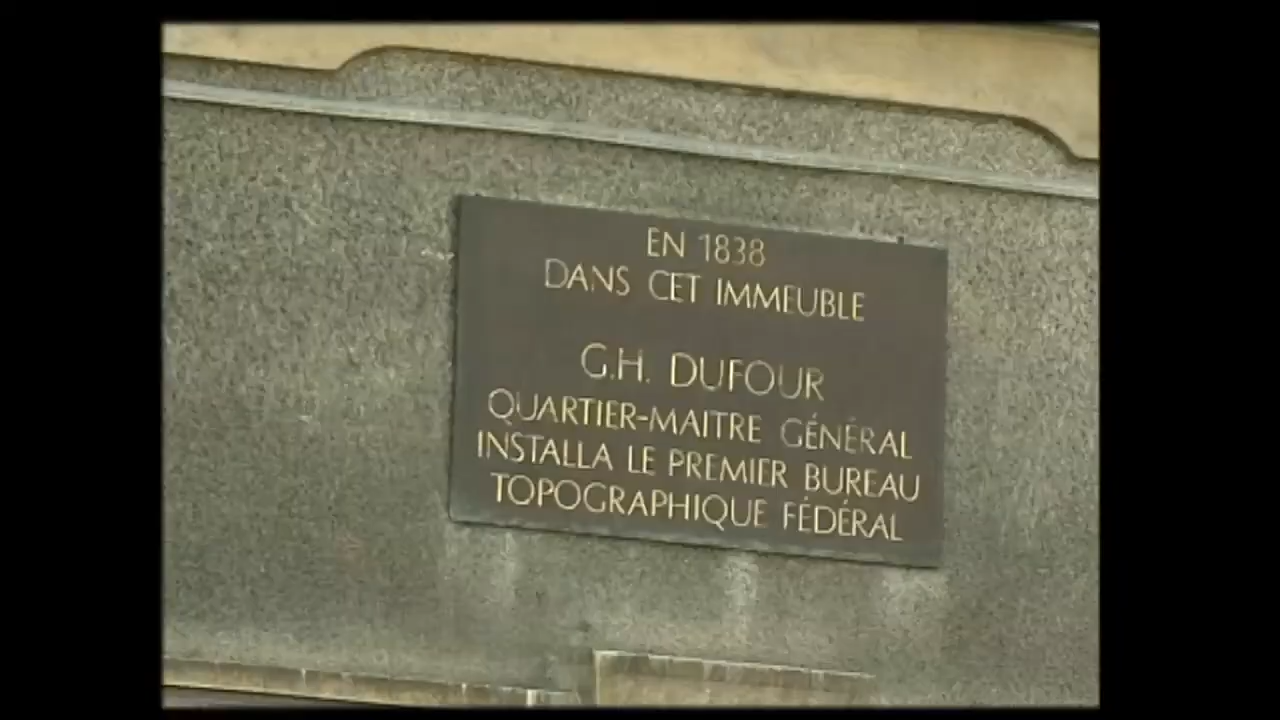 EN 1838
DANS CET IMMEUBLE
G.H. DUFOUR
QUARTIER-MAITRE GÉNÉRAL
INSTALLA LE PREMIER BUREAU
TOPOGRAPHIQUE FÉDÉRAL